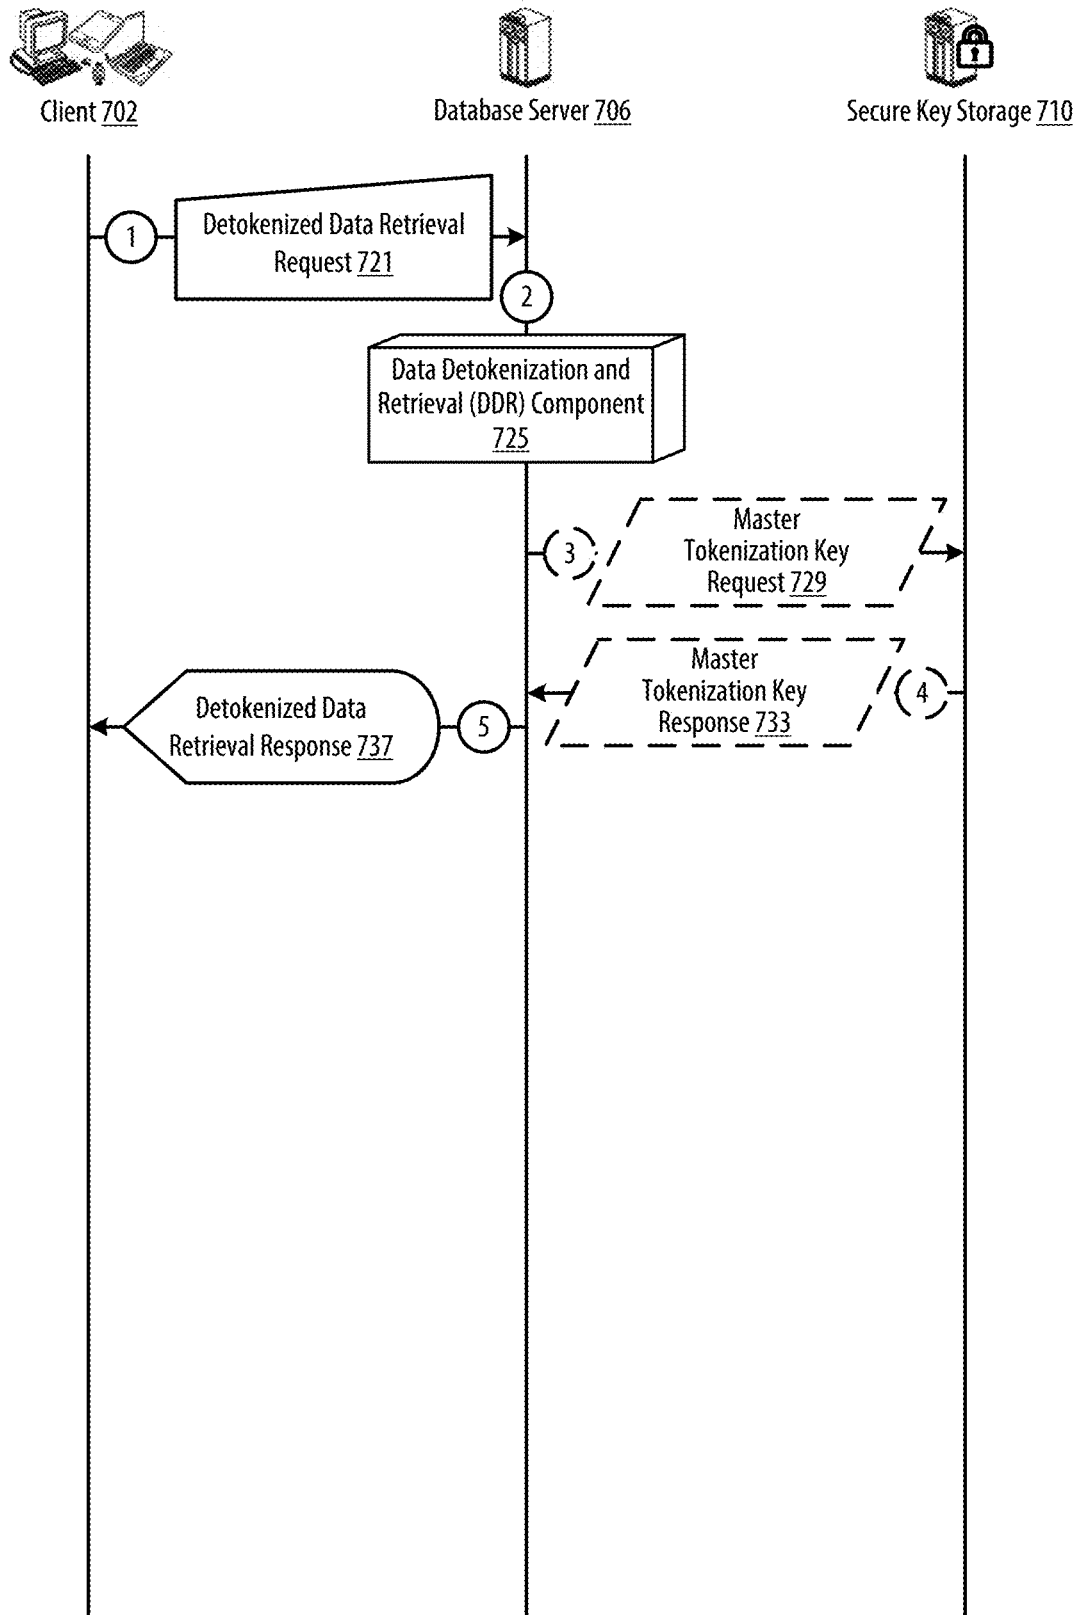 Client 702
Database Server 706
Secure Key Storage 710
1
Detokenized Data Retrieval
Request 721
2
Data Detokenization and
Retrieval (DDR) Component
725
3
Master
Tokenization Key
Request 729
Master
Tokenization Key
Response 733
4
Detokenized Data
Retrieval Response 737
5